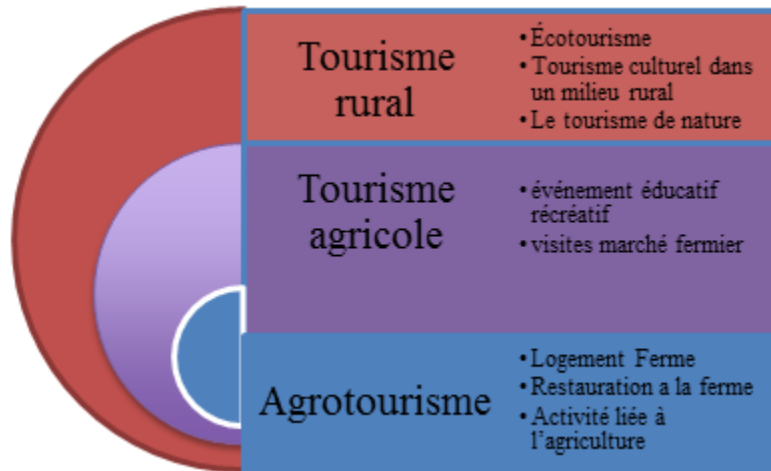 Tourisme
rural
• Écotourisme
• Tourisme culturel dans
un milieu rural
• Le tourisme de nature
Tourisme
agricole
• événement éducatif
récréatif
• visites marché fermier
Agrotourisme
• Logement Ferme
• Restauration a la ferme
• Activité liée à
l’agriculture